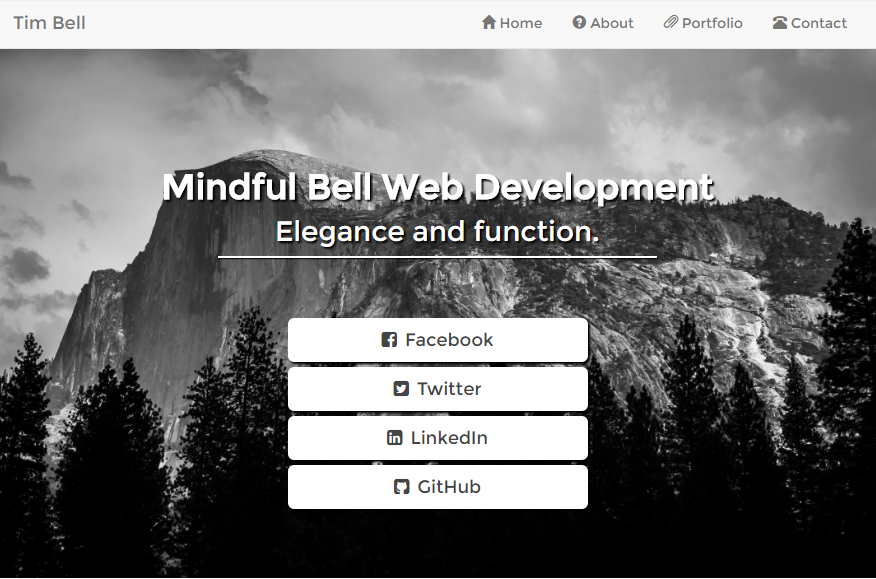 Tim Bell
Home About Portfolio Contact
Mindful Bell Web Development
Elegance and function.
Facebook
Twitter
LinkedIn
GitHub